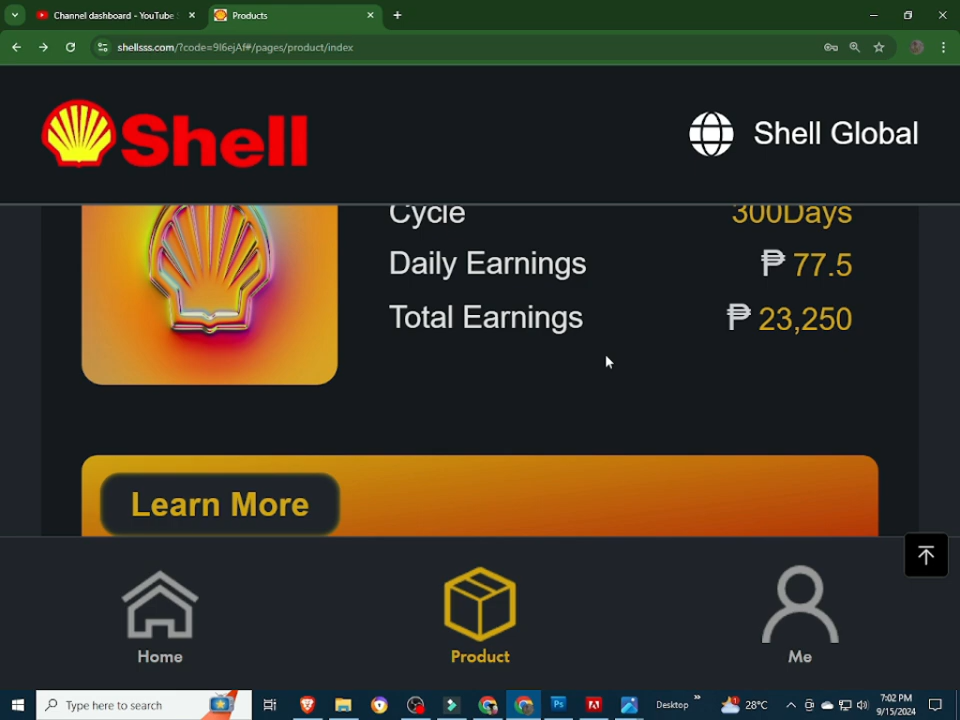 Channel dashboard - YouTube
Products
shellsss.com/?code=9l6ejAf#/pages/product/index
Shell
Shell Global
Cycle
300Days
Daily Earnings
₱ 77.5
Total Earnings
₱ 23,250
Learn More
Home
Product
Me
Type here to search
Desktop
28°C
7:02 PM
9/15/2024